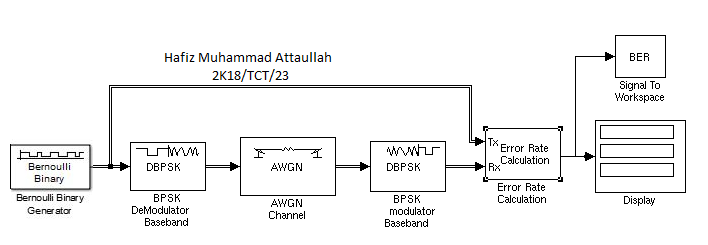 Hafiz Muhammad Attaullah
2K18/TCT/23
BER
Signal To
Workspace
Bernoulli
Binary
Bernoulli Binary
Generator
DBPSK
BPSK
DeModulator
Baseband
AWGN
AWGN
Channel
DBPSK
BPSK
modulator
Baseband
Tx
Rx
Error Rate
Calculation
Error Rate
Calculation
Display